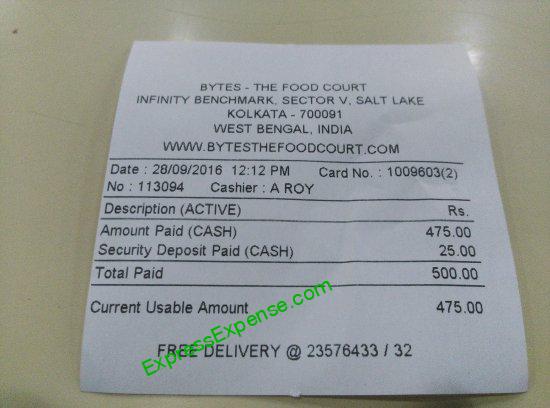 BYTES - THE FOOD COURT
INFINITY BENCHMARK, SECTOR V, SALT LAKE
KOLKATA - 700091
WEST BENGAL, INDIA
WWW.BYTESTHEFOODCOURT.COM
Date : 28/09/2016 12:12 PM Card No. : 1009603(2)
No : 113094 Cashier : A ROY
Description (ACTIVE) Rs.
Amount Paid (CASH) 475.00
Security Deposit Paid (CASH) 25.00
Total Paid 500.00
Current Usable Amount 475.00
ExpressExpense.com
FREE DELIVERY @ 23576433 / 32